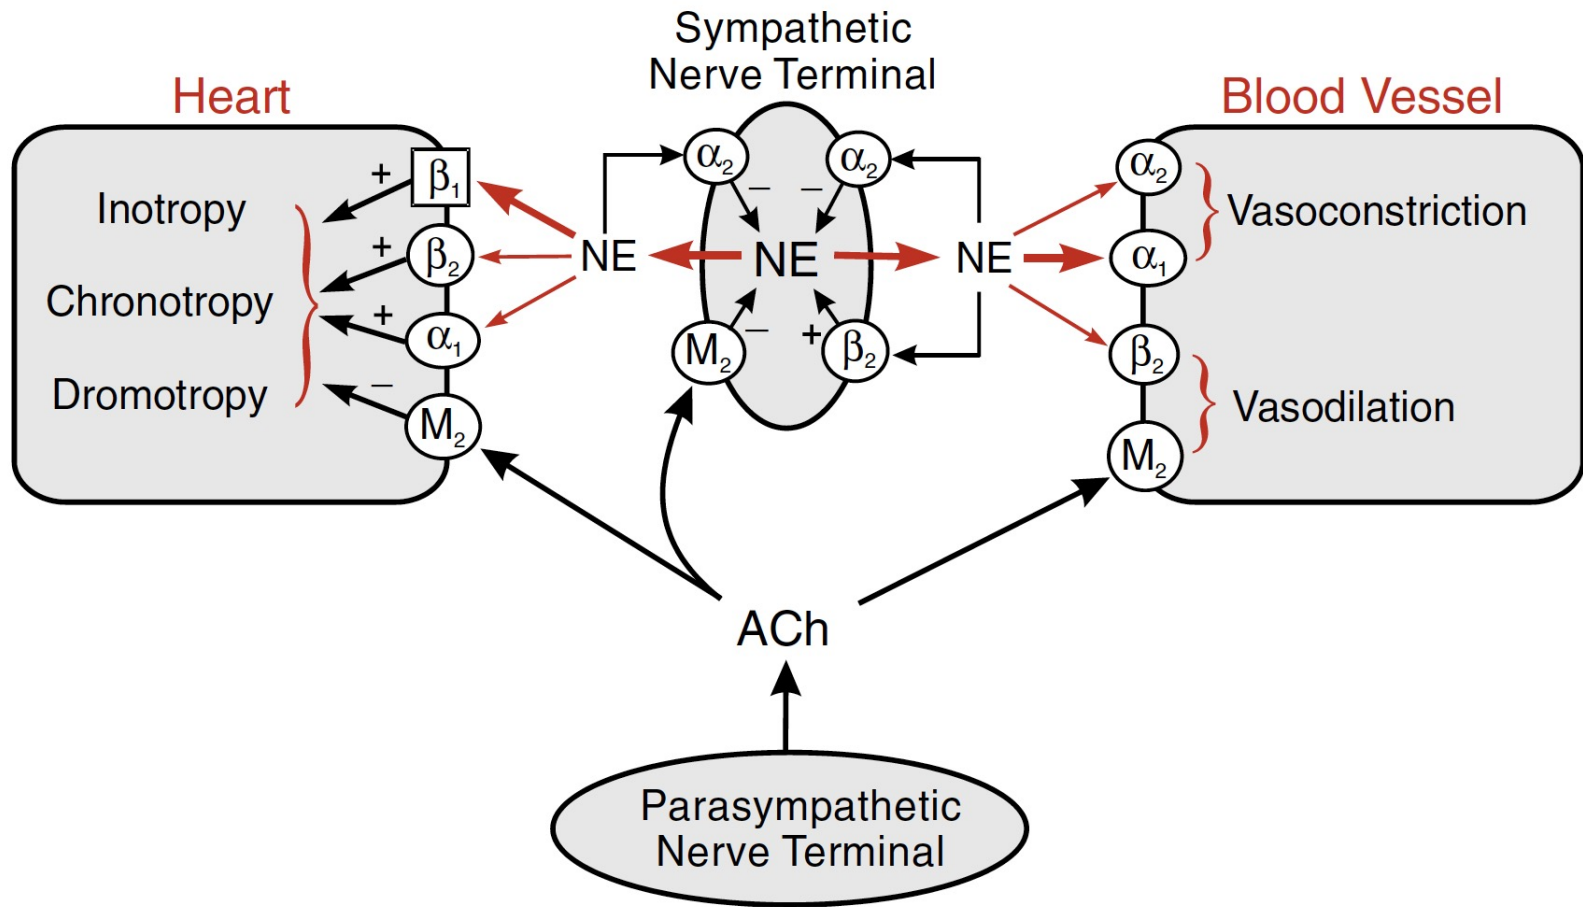 Sympathetic
Nerve Terminal
Heart
Blood Vessel
Inotropy
Chronotropy
Dromotropy
+
β₁
+
β₂
+
α₁
–
M₂
NE
α₂
–
α₂
–
NE
M₂
–
β₂
+
NE
α₂
α₁
β₂
M₂
Vasoconstriction
Vasodilation
ACh
Parasympathetic
Nerve Terminal